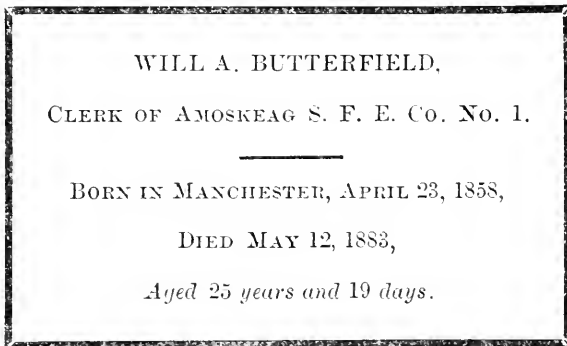 WILL A. BUTTERFIELD,
CLERK OF AMOSKEAG S. F. E. CO. NO. 1.
BORN IN MANCHESTER, APRIL 23, 1858,
DIED MAY 12, 1883,
Aged 25 years and 19 days.